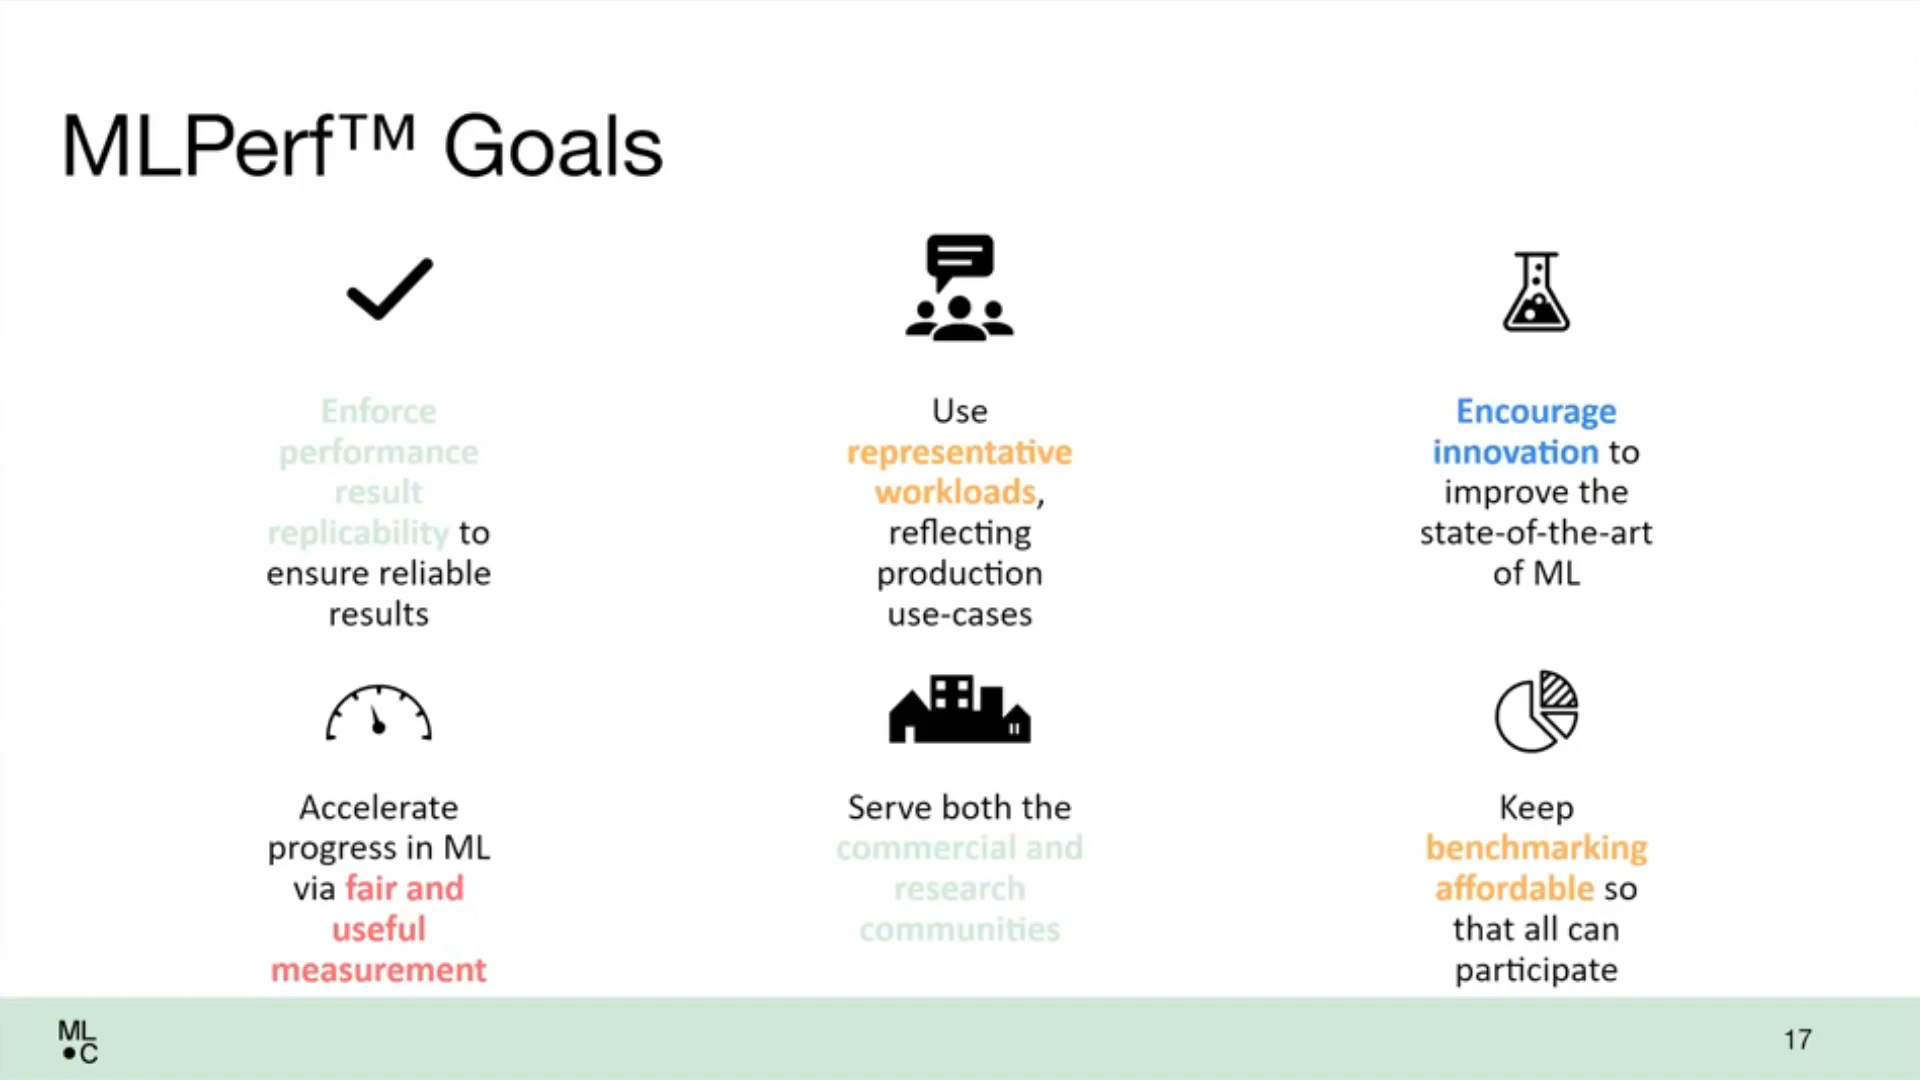 MLPerf™ Goals
Enforce
performance
result
replicability to
ensure reliable
results
Use
representative
workloads,
reflecting
production
use-cases
Encourage
innovation to
improve the
state-of-the-art
of ML
Accelerate
progress in ML
via fair and
useful
measurement
Serve both the
commercial and
research
communities
Keep
benchmarking
affordable so
that all can
participate
ML
C
17